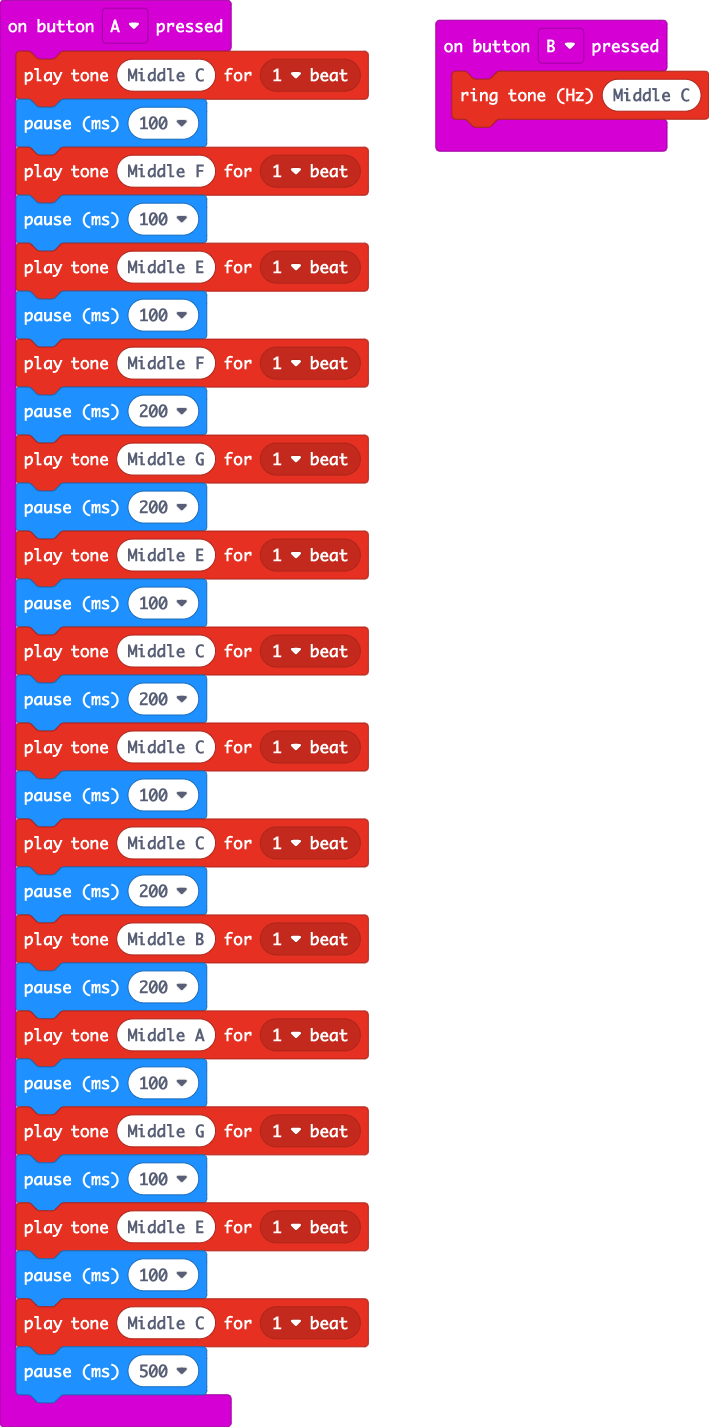 on button A pressed
play tone Middle C for 1 beat
pause (ms) 100
play tone Middle F for 1 beat
pause (ms) 100
play tone Middle E for 1 beat
pause (ms) 100
play tone Middle F for 1 beat
pause (ms) 200
play tone Middle G for 1 beat
pause (ms) 200
play tone Middle E for 1 beat
pause (ms) 100
play tone Middle C for 1 beat
pause (ms) 200
play tone Middle C for 1 beat
pause (ms) 100
play tone Middle C for 1 beat
pause (ms) 200
play tone Middle B for 1 beat
pause (ms) 200
play tone Middle A for 1 beat
pause (ms) 100
play tone Middle G for 1 beat
pause (ms) 100
play tone Middle E for 1 beat
pause (ms) 100
play tone Middle C for 1 beat
pause (ms) 500
on button B pressed
ring tone (Hz) Middle C